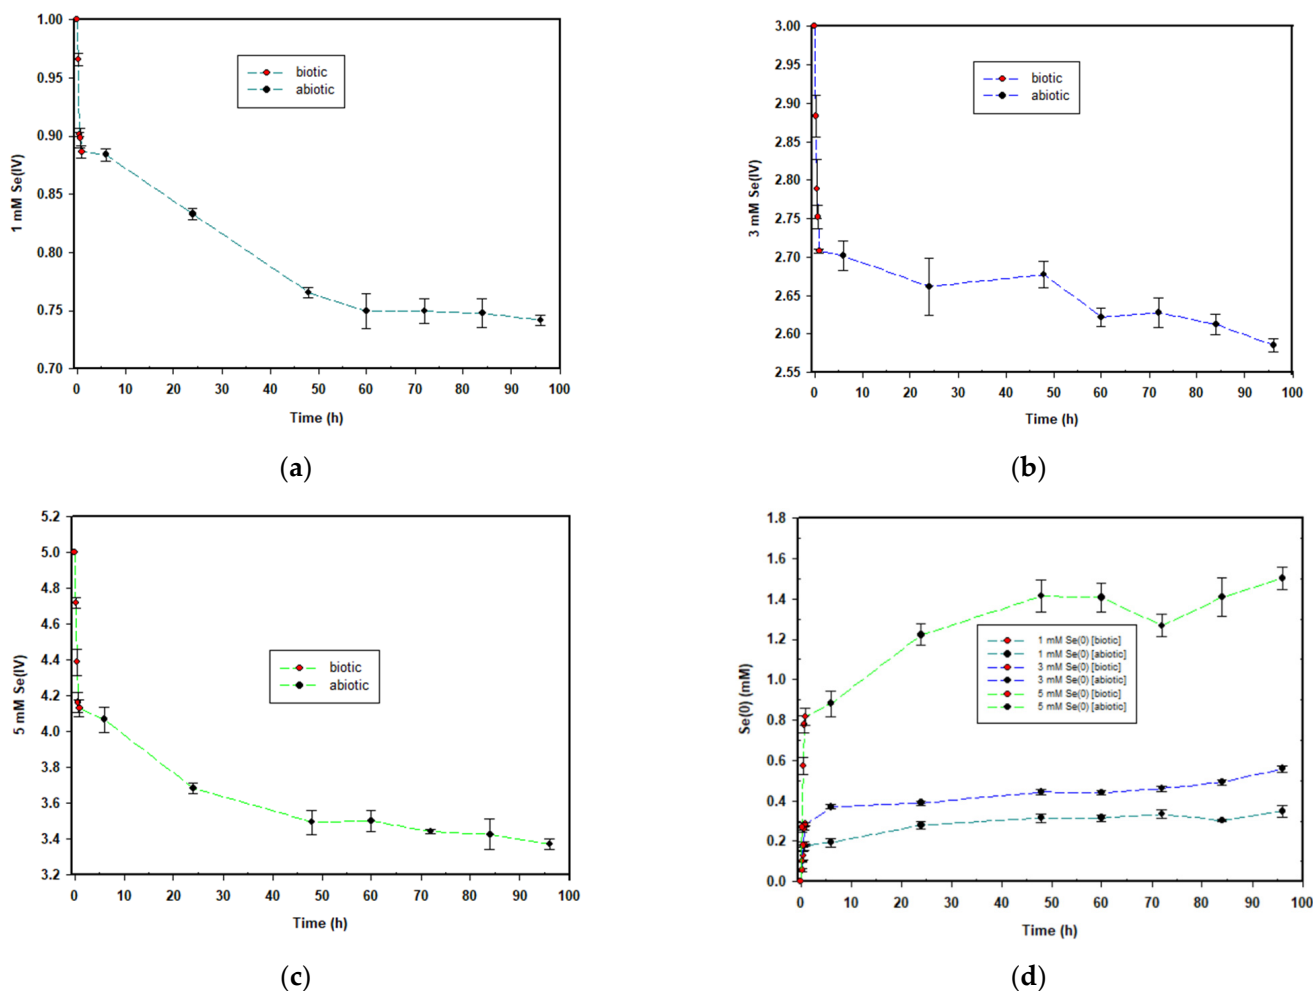 1.00
0.95
0.90
0.85
0.80
0.75
0.70
1 mM Se(IV)
biotic
abiotic
0 10 20 30 40 50 60 70 80 90 100
Time (h)
(a)
3.00
2.95
2.90
2.85
2.80
2.75
2.70
2.65
2.60
2.55
3 mM Se(IV)
biotic
abiotic
0 10 20 30 40 50 60 70 80 90 100
Time (h)
(b)
5.2
5.0
4.8
4.6
4.4
4.2
4.0
3.8
3.6
3.4
3.2
5 mM Se(IV)
biotic
abiotic
0 10 20 30 40 50 60 70 80 90 100
Time (h)
(c)
1.8
1.6
1.4
1.2
1.0
0.8
0.6
0.4
0.2
0.0
Se(0) (mM)
1 mM Se(0) [biotic]
1 mM Se(0) [abiotic]
3 mM Se(0) [biotic]
3 mM Se(0) [abiotic]
5 mM Se(0) [biotic]
5 mM Se(0) [abiotic]
0 10 20 30 40 50 60 70 80 90 100
Time (h)
(d)